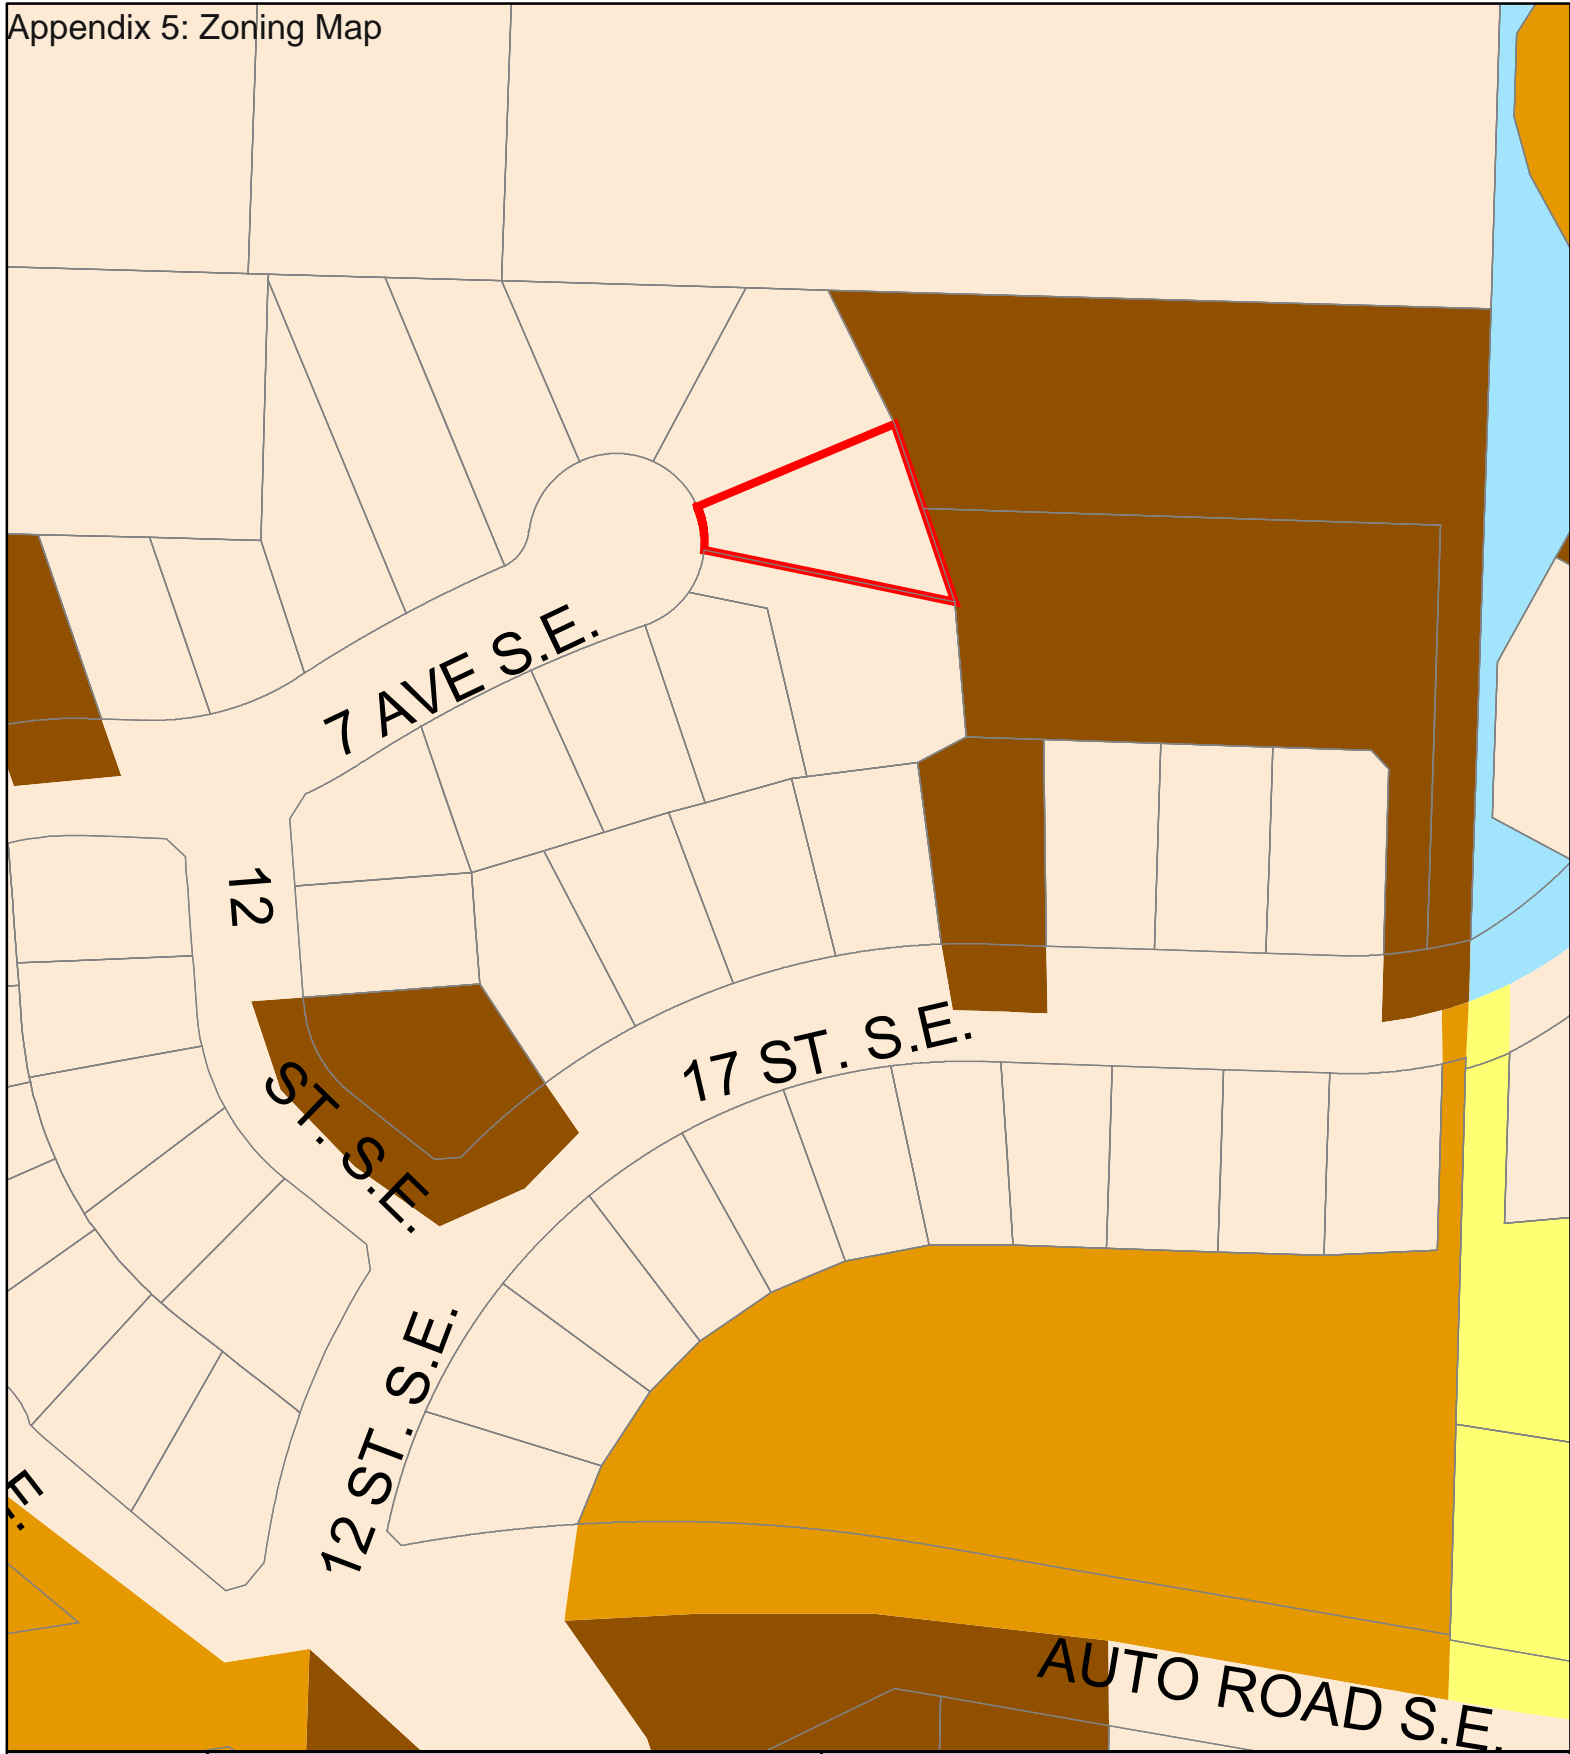 Appendix 5: Zoning Map
7 AVE S.E.
12
ST. S.E.
17 ST. S.E.
12 ST. S.E.
E.
AUTO ROAD S.E.